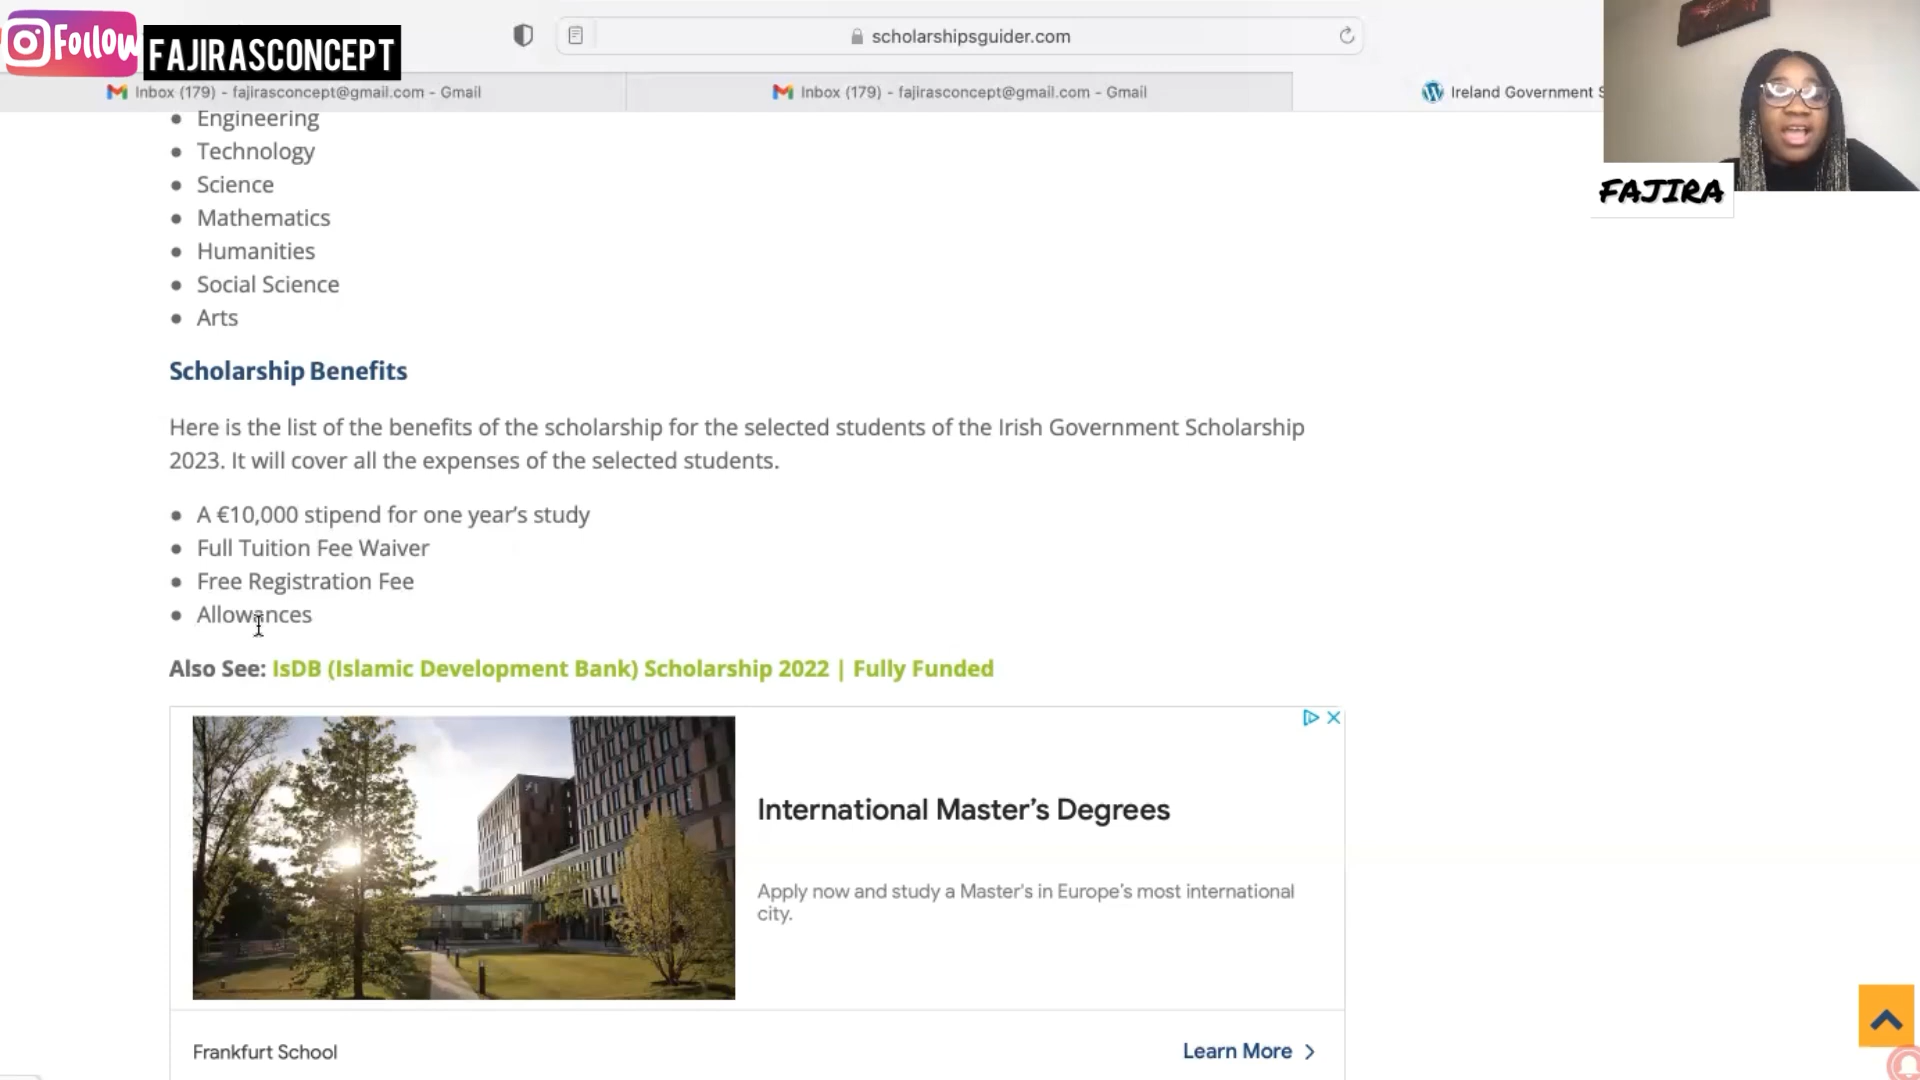 Follow
FAJIRASCONCEPT
scholarshipsguider.com
Inbox (179) - fajirasconcept@gmail.com - Gmail
Inbox (179) - fajirasconcept@gmail.com - Gmail
Ireland Government S
FAJIRA
• Engineering
• Technology
• Science
• Mathematics
• Humanities
• Social Science
• Arts
Scholarship Benefits
Here is the list of the benefits of the scholarship for the selected students of the Irish Government Scholarship
2023. It will cover all the expenses of the selected students.
• A €10,000 stipend for one year's study
• Full Tuition Fee Waiver
• Free Registration Fee
• Allowances
Also See: IsDB (Islamic Development Bank) Scholarship 2022 | Fully Funded
International Master's Degrees
Apply now and study a Master's in Europe's most international
city.
Frankfurt School
Learn More